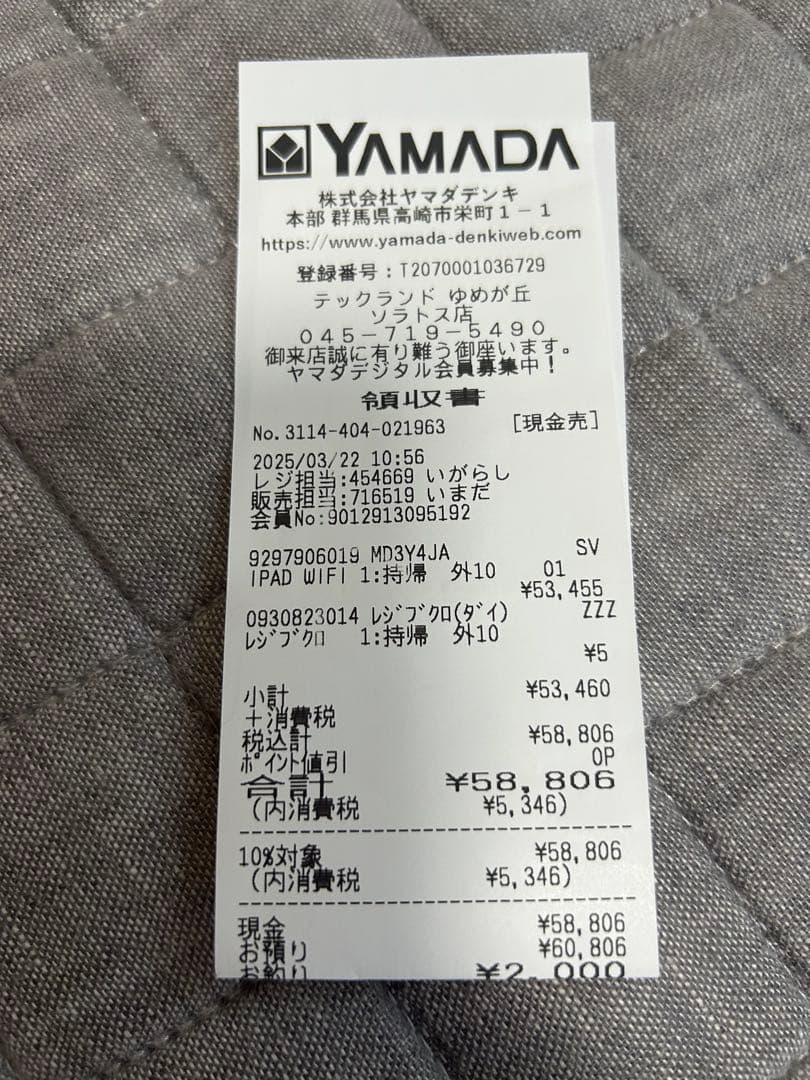 YAMADA
株式会社ヤマダデンキ
本部 群馬県高崎市栄町1-1
https://www.yamada-denkiweb.com
登録番号:T2070001036729
テックランド ゆめが丘
ソラトス店
045-719-5490
御来店誠に有り難う御座います。
ヤマダデジタル会員募集中!
領収書
No.3114-404-021963 [現金売]
2025/03/22 10:56
レジ担当:454669 いがらし
販売担当:716519 いまだ
会員No:9012913095192
9297906019 MD3Y4JA SV
IPAD WIFI 1:持帰 外10 01
¥53,455
0930823014 レジブクロ(ダイ) ZZZ
レジブクロ 1:持帰 外10
¥5
小計 ¥53,460
+消費税
税込計 ¥58,806
ポイント値引 0P
合計 ¥58,806
(内消費税 ¥5,346)
10%対象 ¥58,806
(内消費税 ¥5,346)
現金 ¥58,806
お預り ¥60,806
お釣り ¥2,000